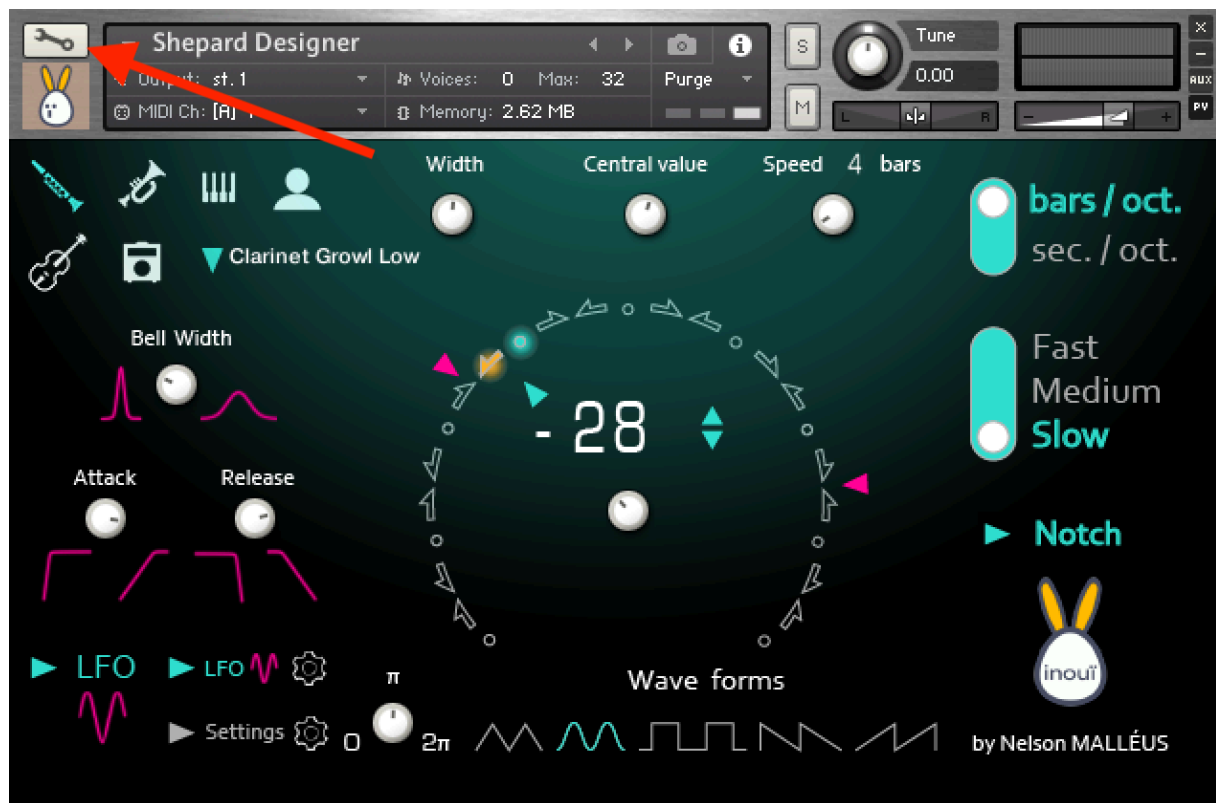 Shepard Designer
Output: st. 1
Voices: 0 Max: 32
Purge
MIDI Ch: [A] 1
Memory: 2.62 MB
S
M
Tune
0.00
L
R
-
+
x
-
AUX
PV
Width
Central value
Speed 4 bars
bars / oct.
sec. / oct.
Clarinet Growl Low
Bell Width
Fast
Medium
Slow
- 28
Attack
Release
Notch
inouï
LFO
LFO
Settings
0
π
2π
Wave forms
by Nelson MALLÉUS